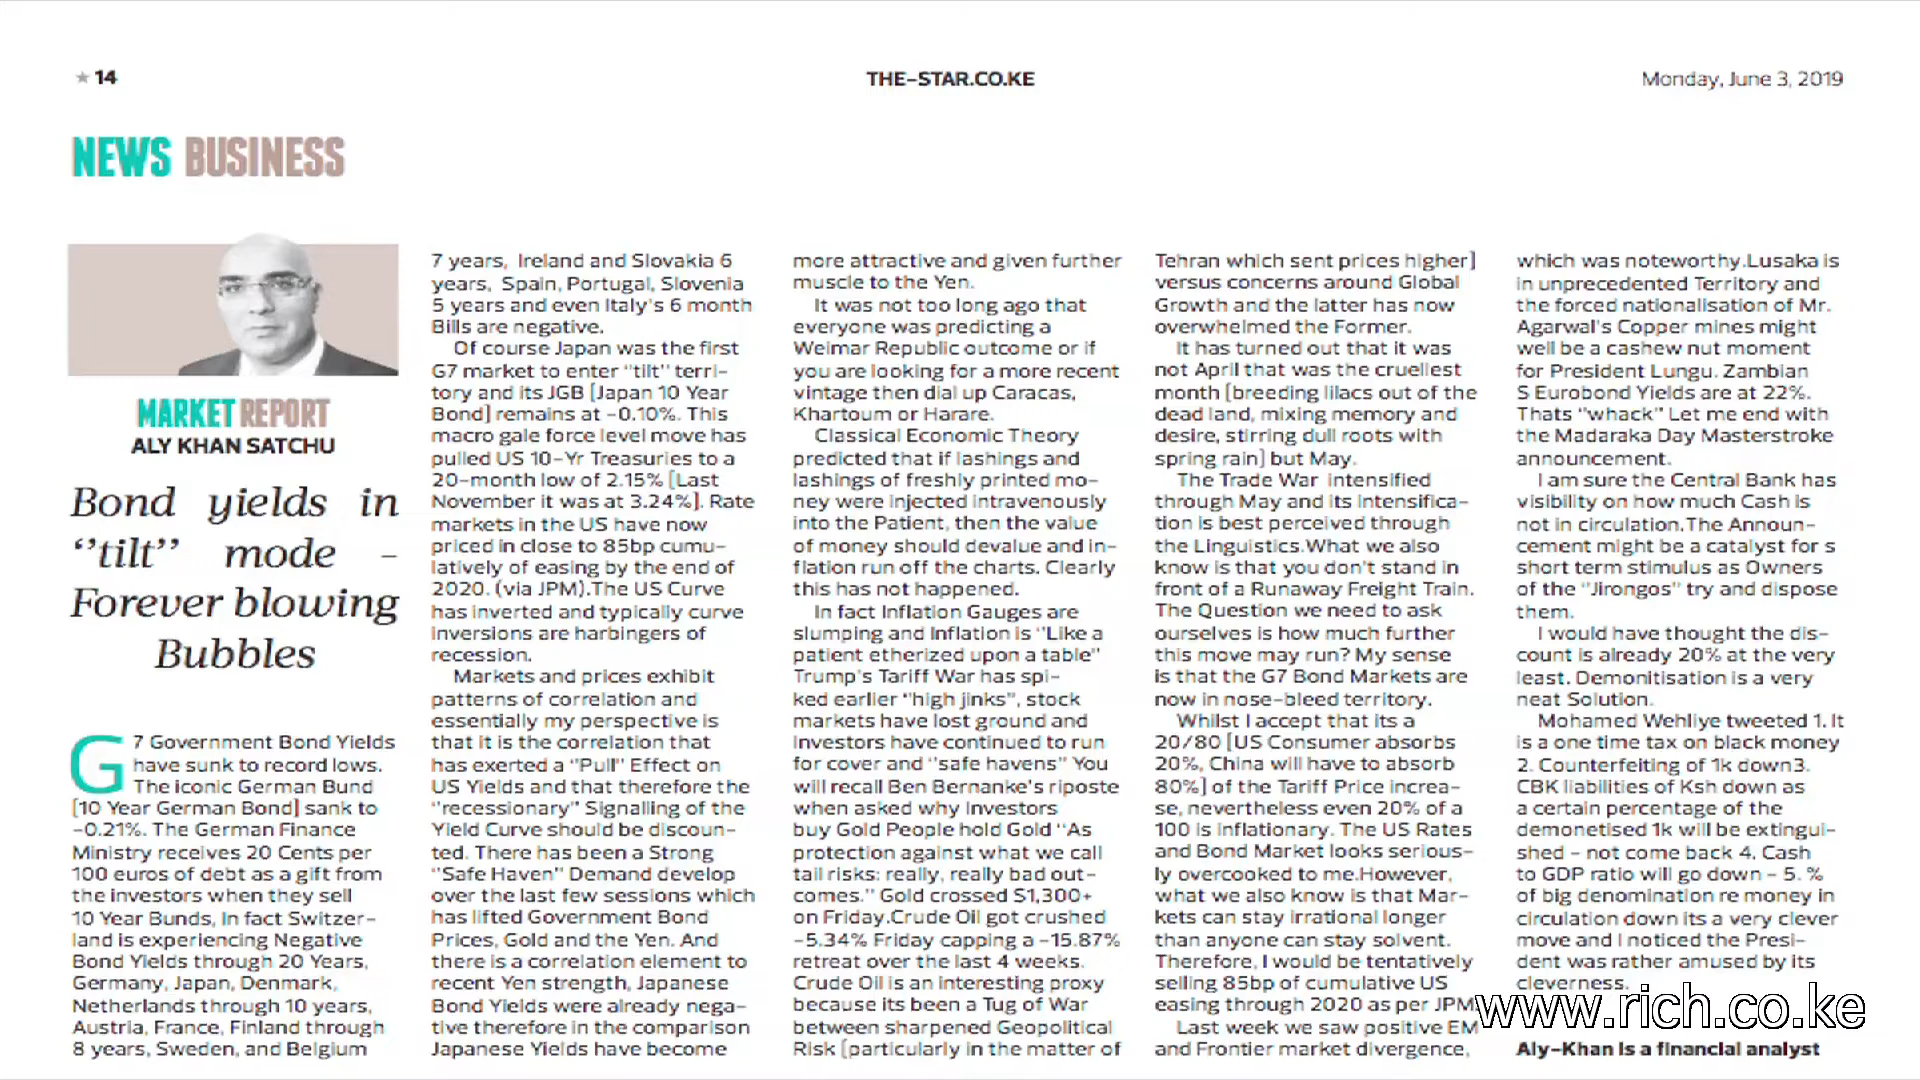 ★ 14
THE-STAR.CO.KE
Monday, June 3, 2019
NEWS BUSINESS
MARKET REPORT
ALY KHAN SATCHU
Bond yields in
‘’tilt’’ mode -
Forever blowing
Bubbles
G7 Government Bond Yields
have sunk to record lows.
The iconic German Bund
[10 Year German Bond] sank to
-0.21%. The German Finance
Ministry receives 20 Cents per
100 euros of debt as a gift from
the investors when they sell
10 Year Bunds, In fact Switzer-
land is experiencing Negative
Bond Yields through 20 Years,
Germany, Japan, Denmark,
Netherlands through 10 years,
Austria, France, Finland through
8 years, Sweden, and Belgium
7 years, Ireland and Slovakia 6
years, Spain, Portugal, Slovenia
5 years and even Italy's 6 month
Bills are negative.
Of course Japan was the first
G7 market to enter ‘’tilt’’ terri-
tory and its JGB [Japan 10 Year
Bond] remains at -0.10%. This
macro gale force level move has
pulled US 10-Yr Treasuries to a
20-month low of 2.15% [Last
November it was at 3.24%]. Rate
markets in the US have now
priced in close to 85bp cumu-
latively of easing by the end of
2020. (via JPM).The US Curve
has inverted and typically curve
inversions are harbingers of
recession.
Markets and prices exhibit
patterns of correlation and
essentially my perspective is
that it is the correlation that
has exerted a ‘’Pull’’ Effect on
US Yields and that therefore the
‘’recessionary’’ Signalling of the
Yield Curve should be discoun-
ted. There has been a Strong
‘’Safe Haven’’ Demand develop
over the last few sessions which
has lifted Government Bond
Prices, Gold and the Yen. And
there is a correlation element to
recent Yen strength, Japanese
Bond Yields were already nega-
tive therefore in the comparison
Japanese Yields have become
more attractive and given further
muscle to the Yen.
It was not too long ago that
everyone was predicting a
Weimar Republic outcome or if
you are looking for a more recent
vintage then dial up Caracas,
Khartoum or Harare.
Classical Economic Theory
predicted that if lashings and
lashings of freshly printed mo-
ney were injected intravenously
into the Patient, then the value
of money should devalue and in-
flation run off the charts. Clearly
this has not happened.
In fact Inflation Gauges are
slumping and Inflation is ‘’Like a
patient etherized upon a table’’
Trump's Tariff War has spi-
ked earlier ‘’high jinks’’, stock
markets have lost ground and
Investors have continued to run
for cover and ‘’safe havens’’ You
will recall Ben Bernanke's riposte
when asked why Investors
buy Gold People hold Gold ‘’As
protection against what we call
tail risks: really, really bad out-
comes.’’ Gold crossed $1,300+
on Friday.Crude Oil got crushed
-5.34% Friday capping a -15.87%
retreat over the last 4 weeks.
Crude Oil is an interesting proxy
because its been a Tug of War
between sharpened Geopolitical
Risk [particularly in the matter of
Tehran which sent prices higher]
versus concerns around Global
Growth and the latter has now
overwhelmed the Former.
It has turned out that it was
not April that was the cruellest
month [breeding lilacs out of the
dead land, mixing memory and
desire, stirring dull roots with
spring rain] but May.
The Trade War intensified
through May and its intensifica-
tion is best perceived through
the Linguistics.What we also
know is that you don't stand in
front of a Runaway Freight Train.
The Question we need to ask
ourselves is how much further
this move may run? My sense
is that the G7 Bond Markets are
now in nose-bleed territory.
Whilst I accept that its a
20/80 [US Consumer absorbs
20%, China will have to absorb
80%] of the Tariff Price increa-
se, nevertheless even 20% of a
100 is inflationary. The US Rates
and Bond Market looks serious-
ly overcooked to me.However,
what we also know is that Mar-
kets can stay irrational longer
than anyone can stay solvent.
Therefore, I would be tentatively
selling 85bp of cumulative US
easing through 2020 as per JPM
Last week we saw positive EM
and Frontier market divergence,
which was noteworthy.Lusaka is
in unprecedented Territory and
the forced nationalisation of Mr.
Agarwal's Copper mines might
well be a cashew nut moment
for President Lungu. Zambian
$ Eurobond Yields are at 22%.
Thats ‘’whack’’ Let me end with
the Madaraka Day Masterstroke
announcement.
I am sure the Central Bank has
visibility on how much Cash is
not in circulation.The Announ-
cement might be a catalyst for s
short term stimulus as Owners
of the ‘’Jirongos’’ try and dispose
them.
I would have thought the dis-
count is already 20% at the very
least. Demonitisation is a very
neat Solution.
Mohamed Wehliye tweeted 1. It
is a one time tax on black money
2. Counterfeiting of 1k down3.
CBK liabilities of Ksh down as
a certain percentage of the
demonetised 1k will be extingui-
shed - not come back 4. Cash
to GDP ratio will go down - 5. %
of big denomination re money in
circulation down its a very clever
move and I noticed the Presi-
dent was rather amused by its
cleverness.
www.rich.co.ke
Aly-Khan is a financial analyst